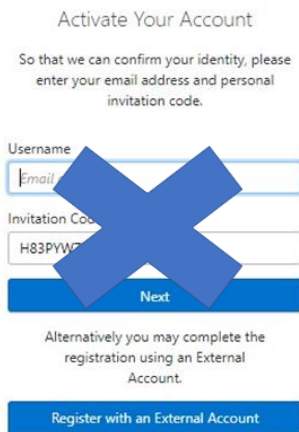 Activate Your Account
So that we can confirm your identity, please
enter your email address and personal
invitation code.
Username
Email
Invitation
Next
Alternatively you may complete the
registration using an External
Account.
Register with an External Account